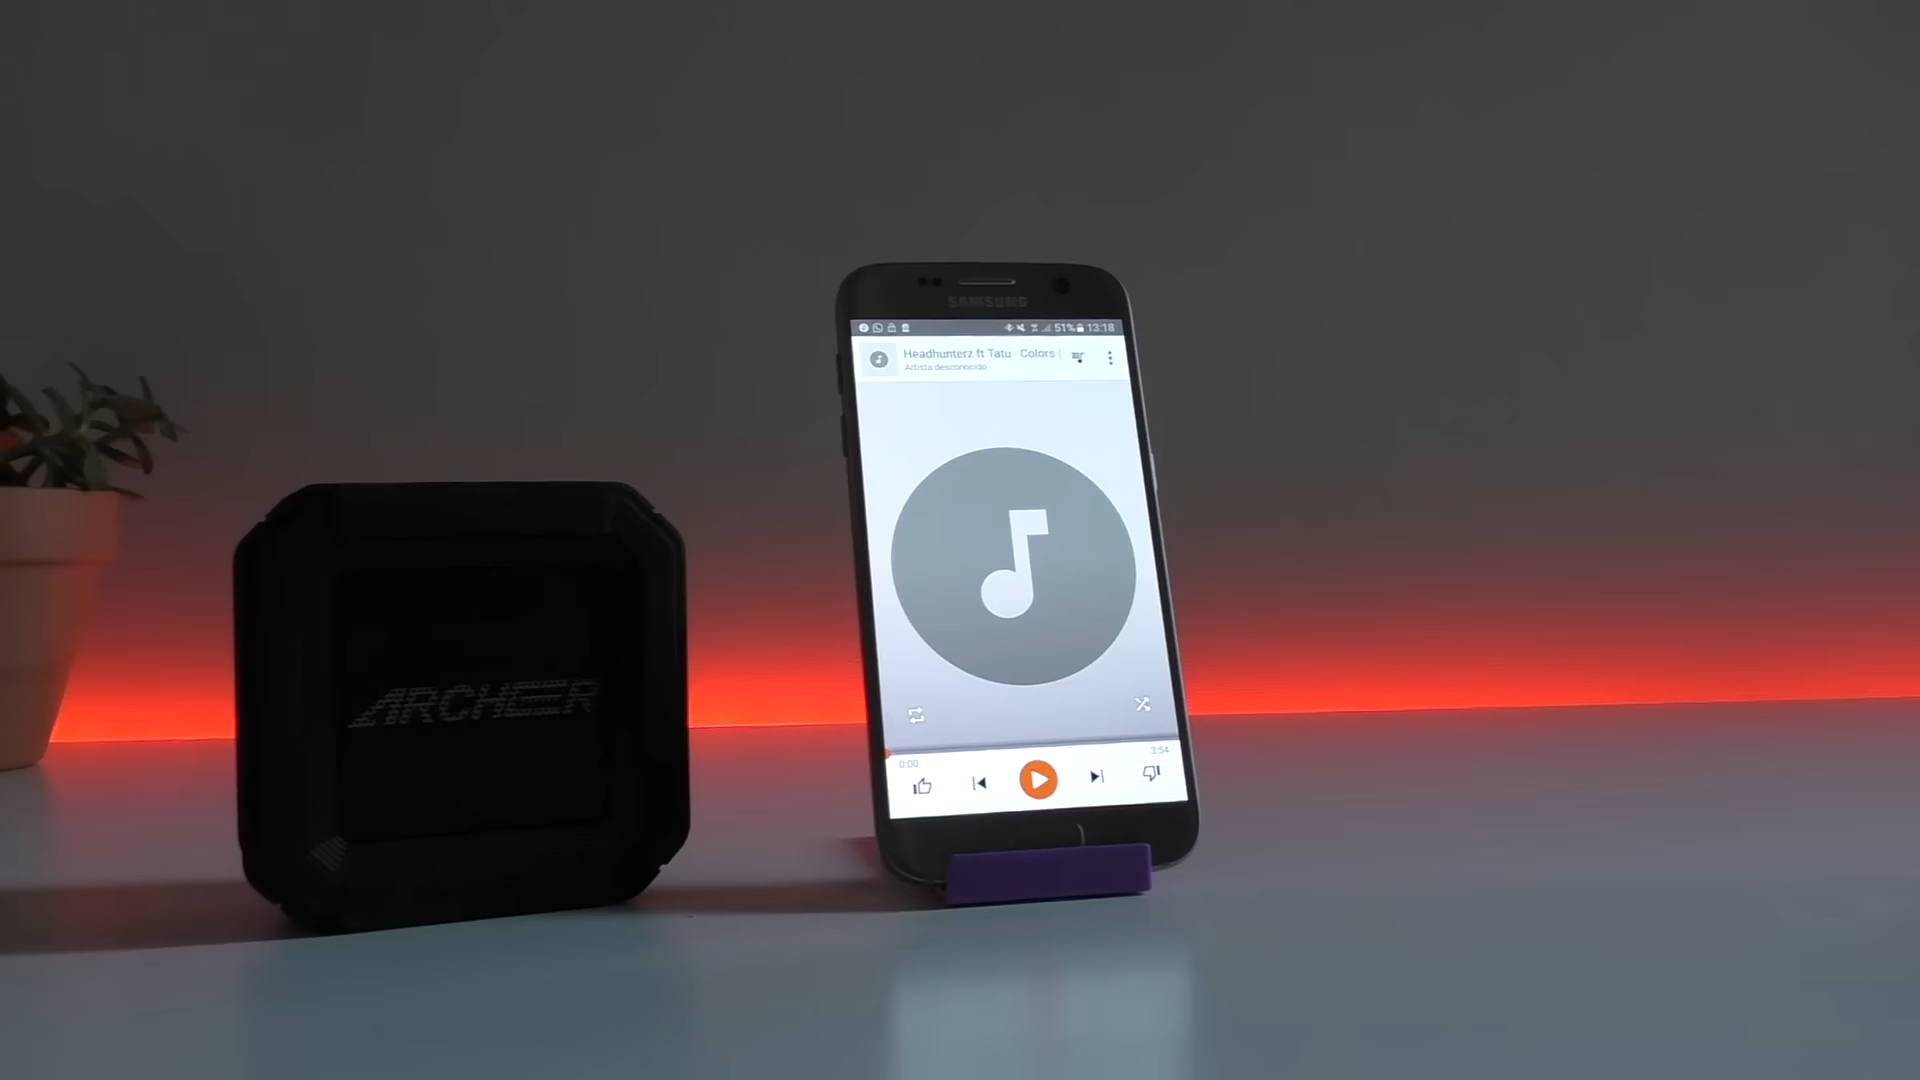 SAMSUNG
51% 13:18
Headhunterz ft Tatu Colors (
Artista desconocido
ARCHER
0:00
3:54